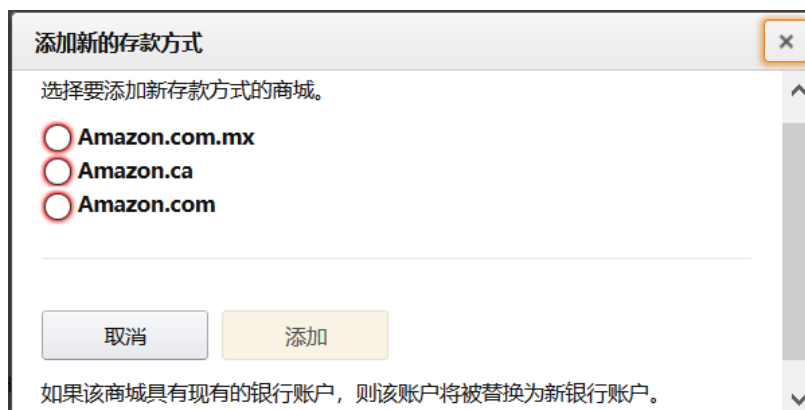 添加新的存款方式
选择要添加新存款方式的商城。
Amazon.com.mx
Amazon.ca
Amazon.com
取消 添加
如果该商城具有现有的银行账户，则该账户将被替换为新银行账户。